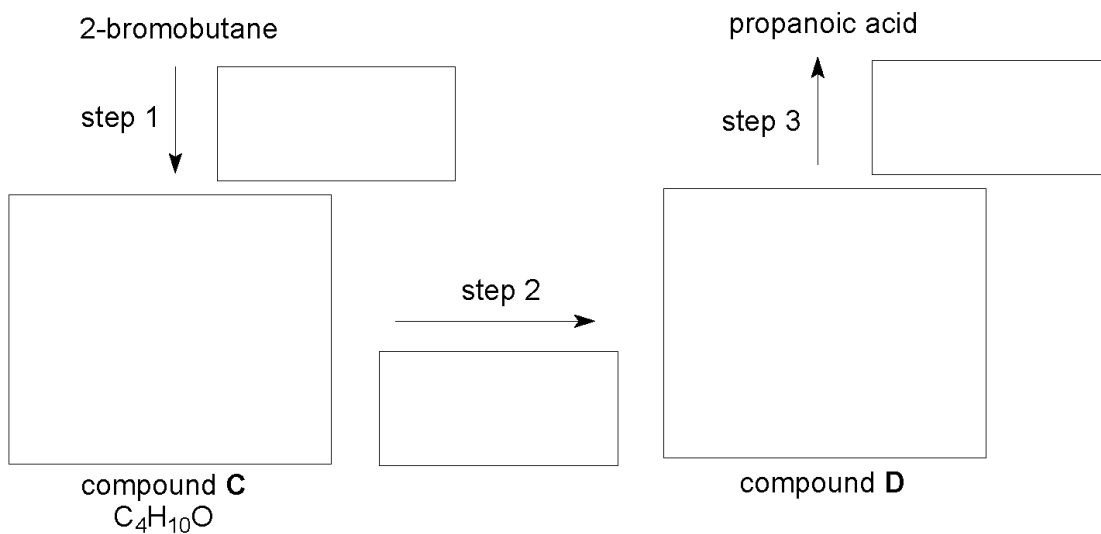 2-bromobutane
propanoic acid
step 1
step 3
step 2
compound C
C₄H₁₀O
compound D